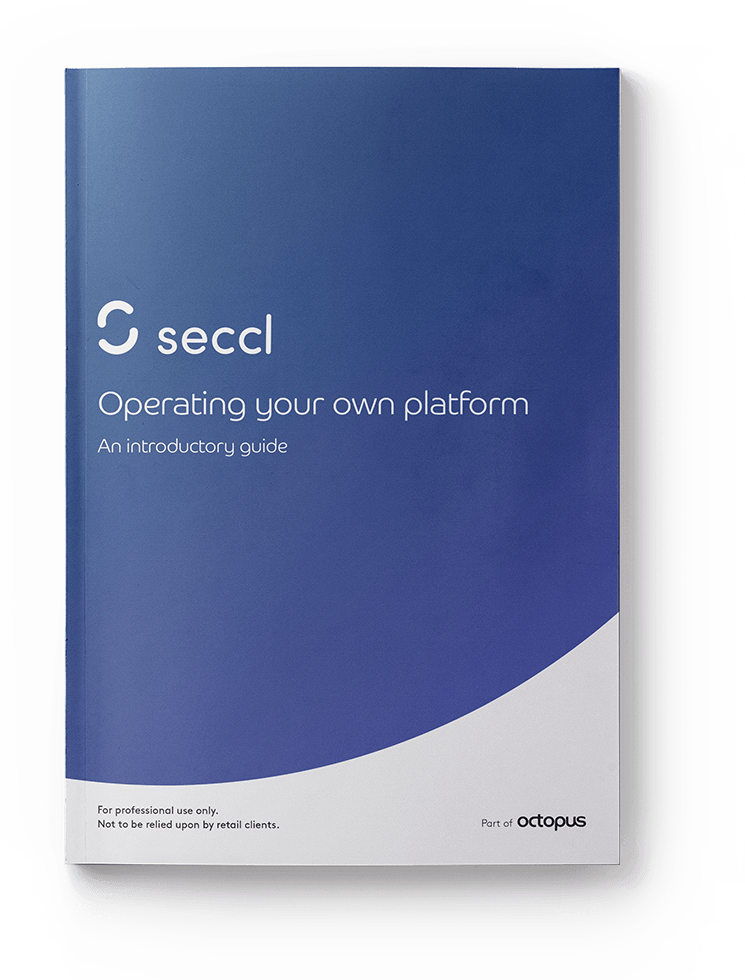 seccl
Operating your own platform
An introductory guide
For professional use only.
Not to be relied upon by retail clients.
Part of octopus